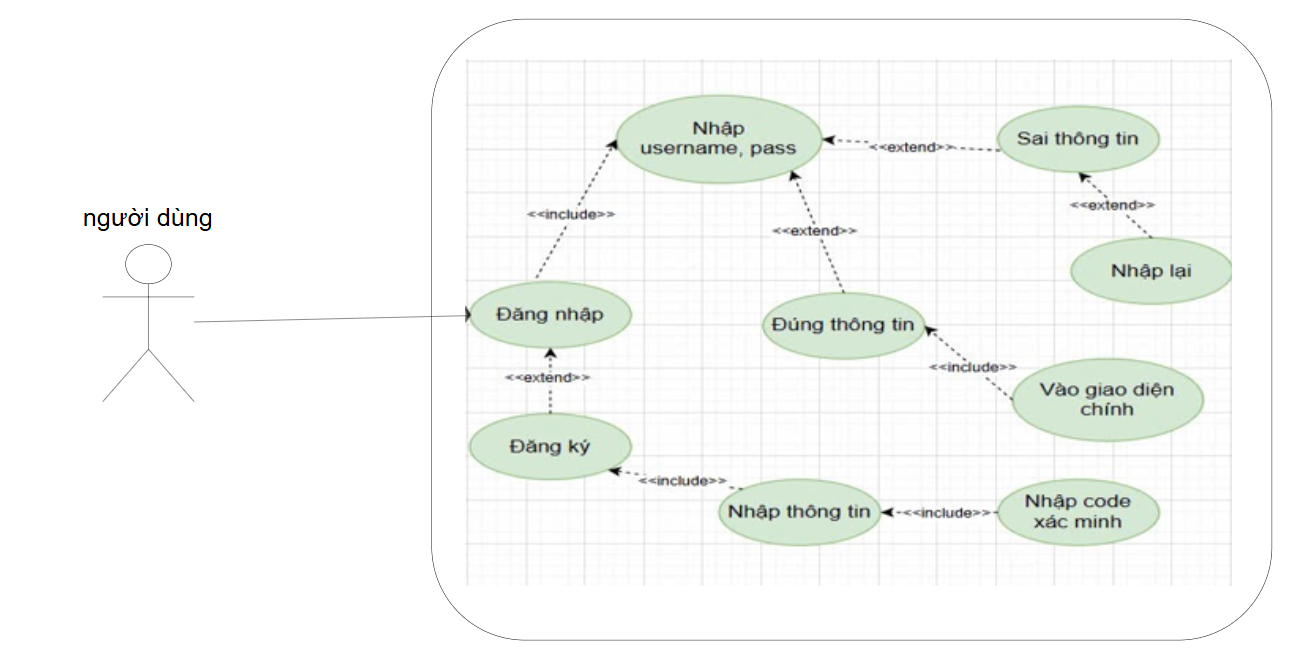 Nhập
username, pass
<<extend>>
Sai thông tin
<<include>>
<<extend>>
người dùng
<<extend>>
Nhập lại
Đăng nhập
Đúng thông tin
<<extend>>
<<include>>
Vào giao diện
chính
Đăng ký
<<include>>
Nhập thông tin
<<include>>
Nhập code
xác minh